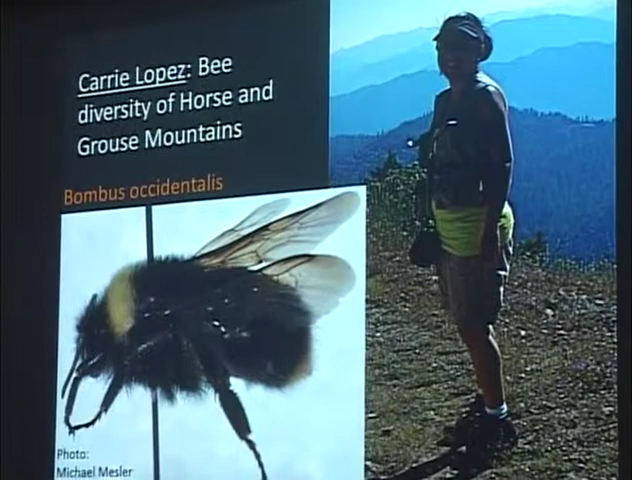 Carrie Lopez: Bee
diversity of Horse and
Grouse Mountains
Bombus occidentalis
Photo:
Michael Mesler